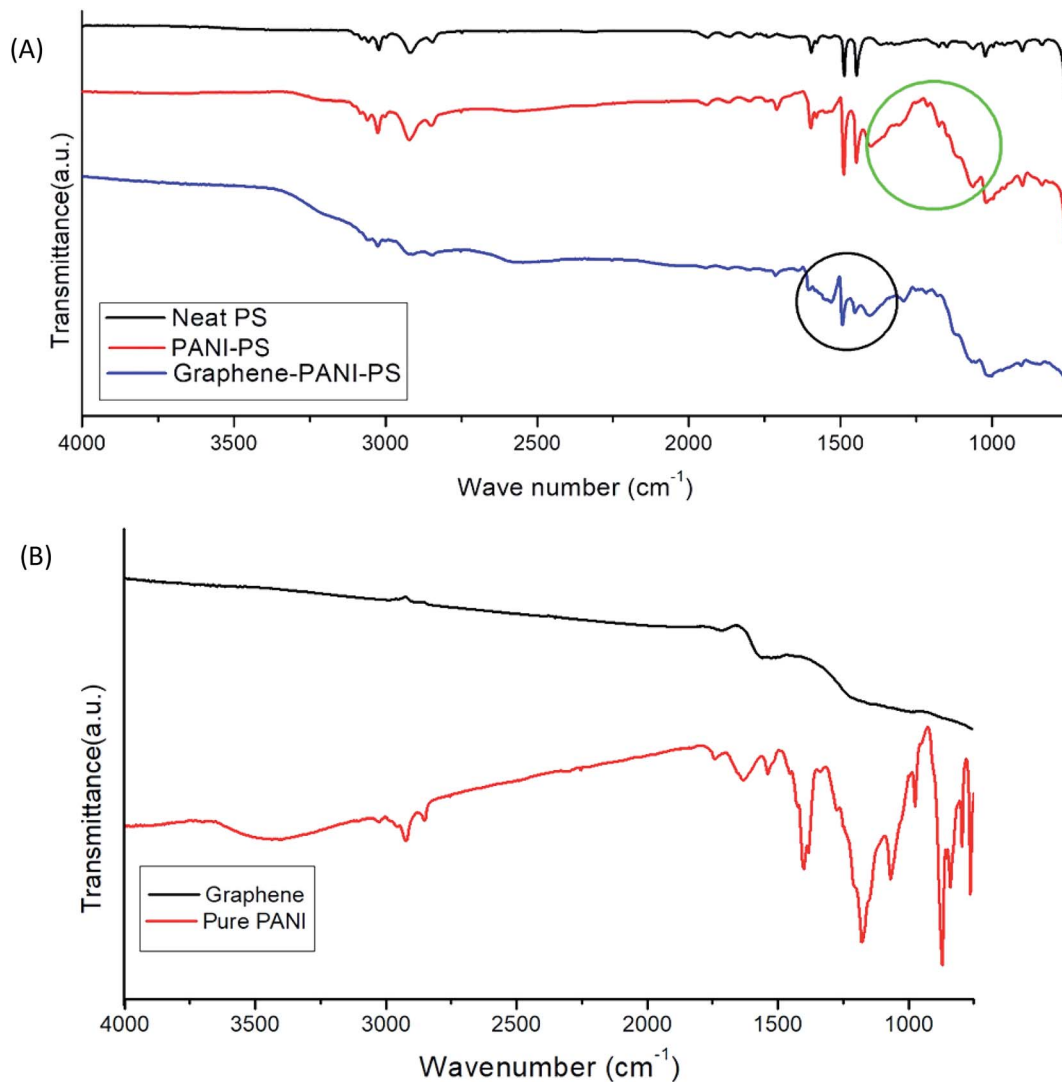 (A)
Transmittance(a.u.)
Neat PS
PANI-PS
Graphene-PANI-PS
4000 3500 3000 2500 2000 1500 1000
Wave number (cm-1)
(B)
Transmittance(a.u.)
Graphene
Pure PANI
4000 3500 3000 2500 2000 1500 1000
Wavenumber (cm-1)